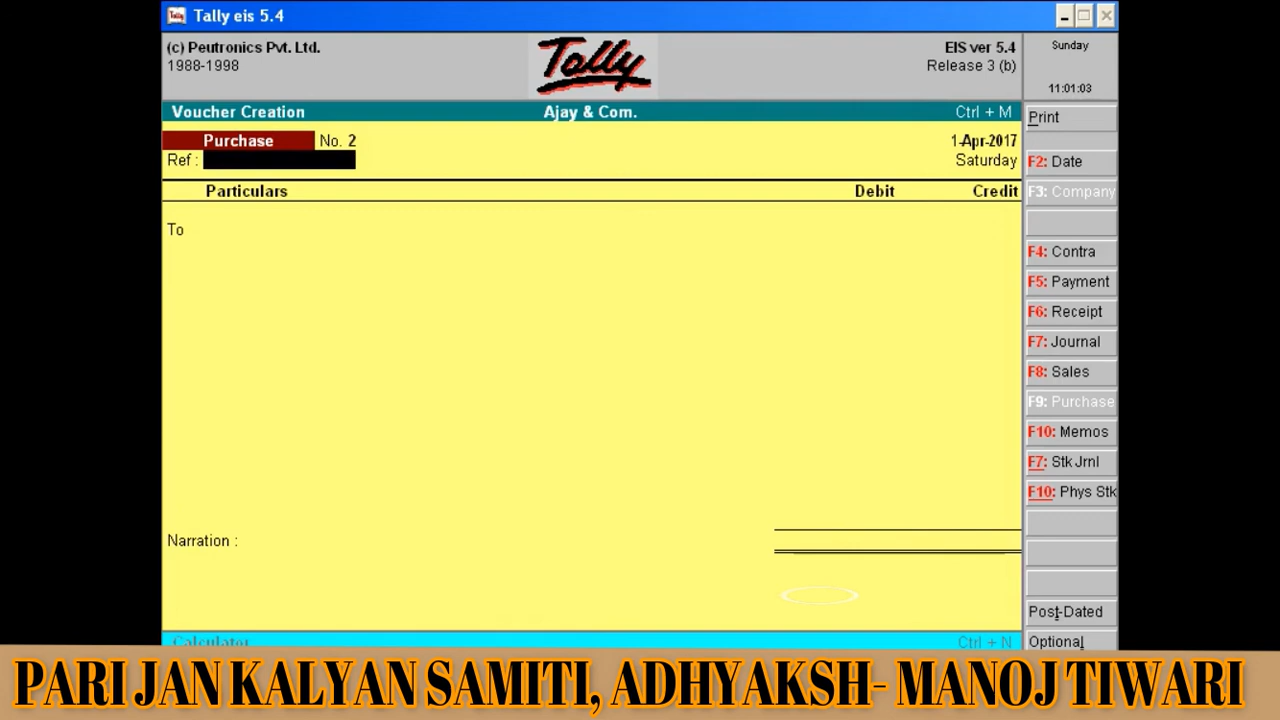 Tally eis 5.4
(c) Peutronics Pvt. Ltd.
1988-1998
Tally
EIS ver 5.4
Release 3 (b)
Sunday
11:01:03
Voucher Creation Ajay & Com. Ctrl + M
Purchase No. 2 1-Apr-2017
Ref : Saturday
Particulars Debit Credit
To
Narration :
Print
F2: Date
F3: Company
F4: Contra
F5: Payment
F6: Receipt
F7: Journal
F8: Sales
F9: Purchase
F10: Memos
F7: Stk Jrnl
F10: Phys Stk
Post-Dated
Optional
Calculator Ctrl + N
PARI JAN KALYAN SAMITI, ADHYAKSH- MANOJ TIWARI